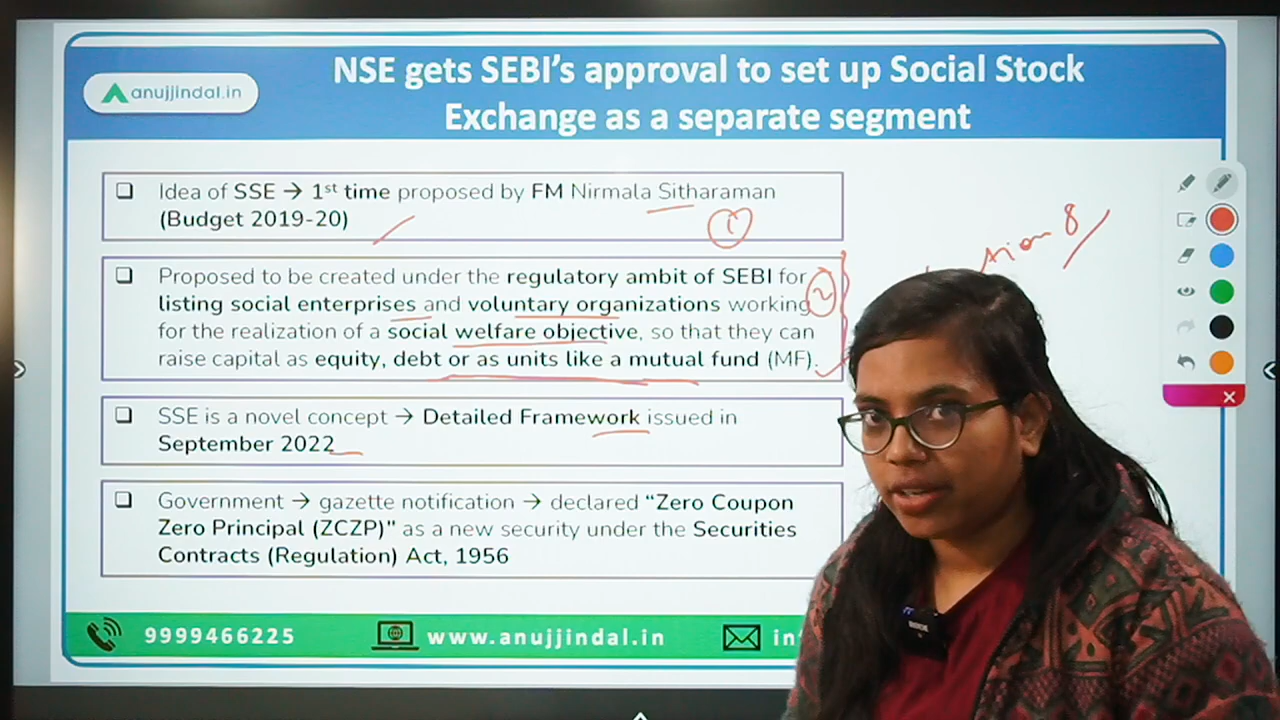 NSE gets SEBI's approval to set up Social Stock
Exchange as a separate segment
anujjindal.in
Idea of SSE → 1st time proposed by FM Nirmala Sitharaman
(Budget 2019-20)
1
Proposed to be created under the regulatory ambit of SEBI for
listing social enterprises and voluntary organizations working
for the realization of a social welfare objective, so that they can
raise capital as equity, debt or as units like a mutual fund (MF).
2
8
SSE is a novel concept → Detailed Framework issued in
September 2022
Government → gazette notification → declared “Zero Coupon
Zero Principal (ZCZP)" as a new security under the Securities
Contracts (Regulation) Act, 1956
9999466225
www.anujjindal.in